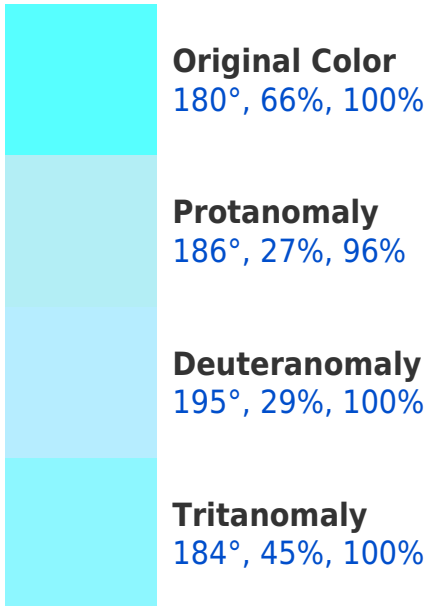 Original Color
180°, 66%, 100%
Protanomaly
186°, 27%, 96%
Deuteranomaly
195°, 29%, 100%
Tritanomaly
184°, 45%, 100%